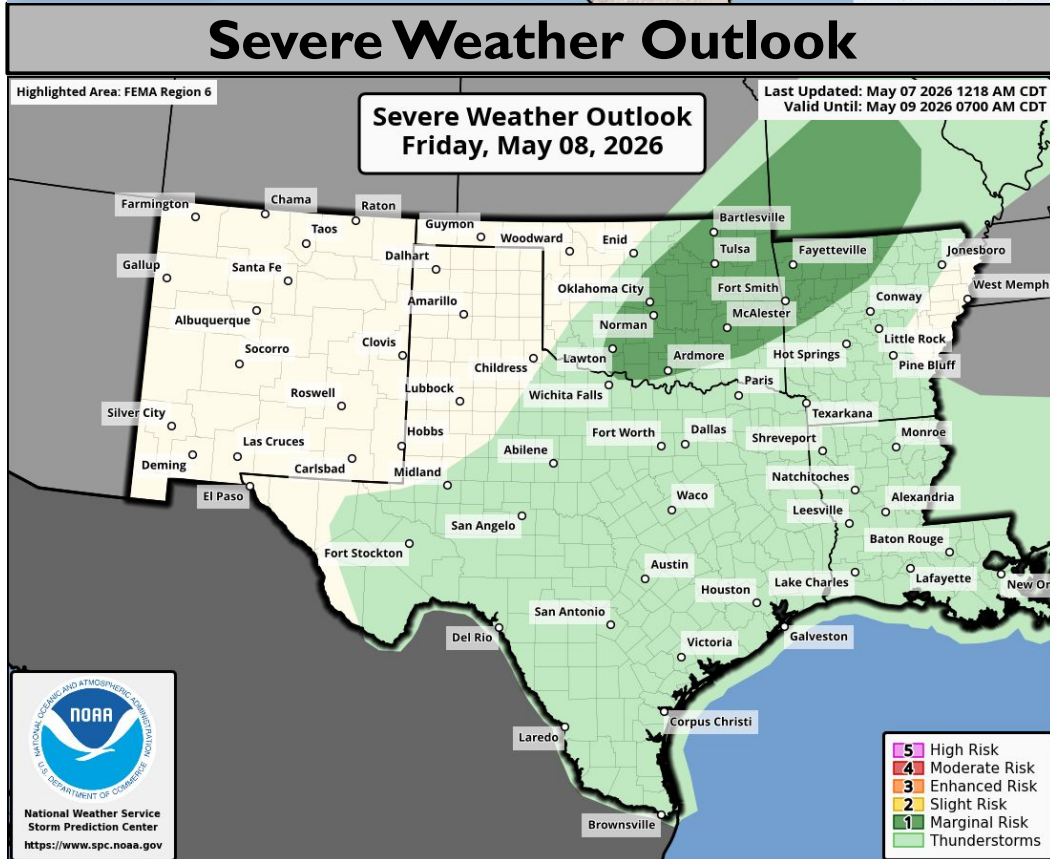 Severe Weather Outlook
Highlighted Area: FEMA Region 6
Last Updated: May 07 2026 1218 AM CDT
Valid Until: May 09 2026 0700 AM CDT
Severe Weather Outlook
Friday, May 08, 2026
Farmington
Chama
Raton
Taos
Guymon
Woodward
Enid
Bartlesville
Tulsa
Fayetteville
Jonesboro
Gallup
Santa Fe
Dalhart
Oklahoma City
Fort Smith
West Memph
Albuquerque
Amarillo
Norman
McAlester
Conway
Socorro
Clovis
Childress
Lawton
Ardmore
Hot Springs
Little Rock
Pine Bluff
Roswell
Lubbock
Wichita Falls
Paris
Silver City
Las Cruces
Hobbs
Texarkana
Deming
Carlsbad
Midland
Abilene
Fort Worth
Dallas
Shreveport
Monroe
El Paso
San Angelo
Waco
Natchitoches
Alexandria
Leesville
Fort Stockton
Baton Rouge
Austin
Houston
Lake Charles
Lafayette
New Or
Del Rio
San Antonio
Victoria
Galveston
Laredo
Corpus Christi
Brownsville
NATIONAL OCEANIC AND ATMOSPHERIC ADMINISTRATION
NOAA
U.S. DEPARTMENT OF COMMERCE
National Weather Service
Storm Prediction Center
https://www.spc.noaa.gov
5 High Risk
4 Moderate Risk
3 Enhanced Risk
2 Slight Risk
1 Marginal Risk
Thunderstorms